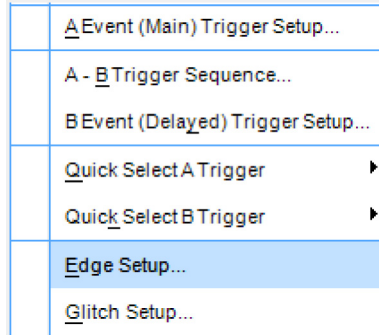 A Event (Main) Trigger Setup...
A - B Trigger Sequence...
B Event (Delayed) Trigger Setup...
Quick Select A Trigger
Quick Select B Trigger
Edge Setup...
Glitch Setup...